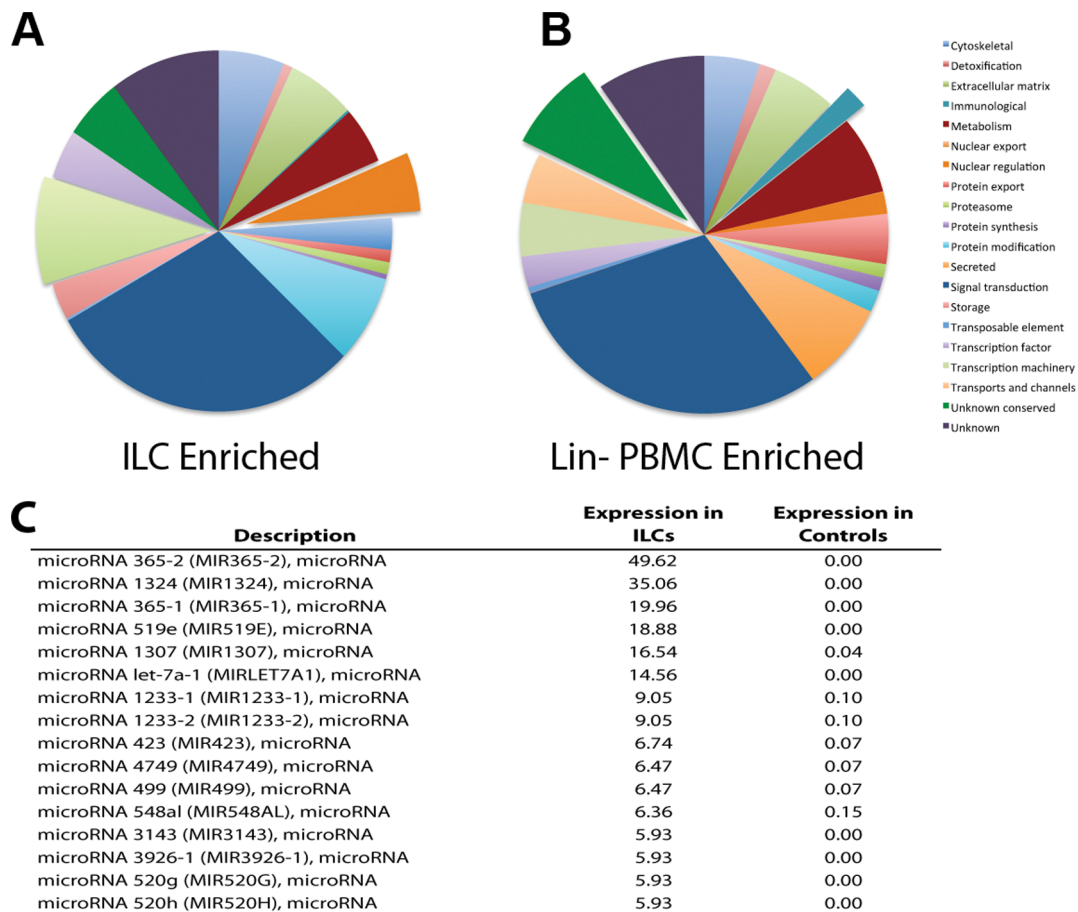 A
B
Cytoskeletal
Detoxification
Extracellular matrix
Immunological
Metabolism
Nuclear export
Nuclear regulation
Protein export
Proteasome
Protein synthesis
Protein modification
Secreted
Signal transduction
Storage
Transposable element
Transcription factor
Transcription machinery
Transports and channels
Unknown conserved
Unknown
ILC Enriched
Lin- PBMC Enriched
C
Description
Expression in ILCs
Expression in Controls
microRNA 365-2 (MIR365-2), microRNA 49.62 0.00
microRNA 1324 (MIR1324), microRNA 35.06 0.00
microRNA 365-1 (MIR365-1), microRNA 19.96 0.00
microRNA 519e (MIR519E), microRNA 18.88 0.00
microRNA 1307 (MIR1307), microRNA 16.54 0.04
microRNA let-7a-1 (MIRLET7A1), microRNA 14.56 0.00
microRNA 1233-1 (MIR1233-1), microRNA 9.05 0.10
microRNA 1233-2 (MIR1233-2), microRNA 9.05 0.10
microRNA 423 (MIR423), microRNA 6.74 0.07
microRNA 4749 (MIR4749), microRNA 6.47 0.07
microRNA 499 (MIR499), microRNA 6.47 0.07
microRNA 548al (MIR548AL), microRNA 6.36 0.15
microRNA 3143 (MIR3143), microRNA 5.93 0.00
microRNA 3926-1 (MIR3926-1), microRNA 5.93 0.00
microRNA 520g (MIR520G), microRNA 5.93 0.00
microRNA 520h (MIR520H), microRNA 5.93 0.00